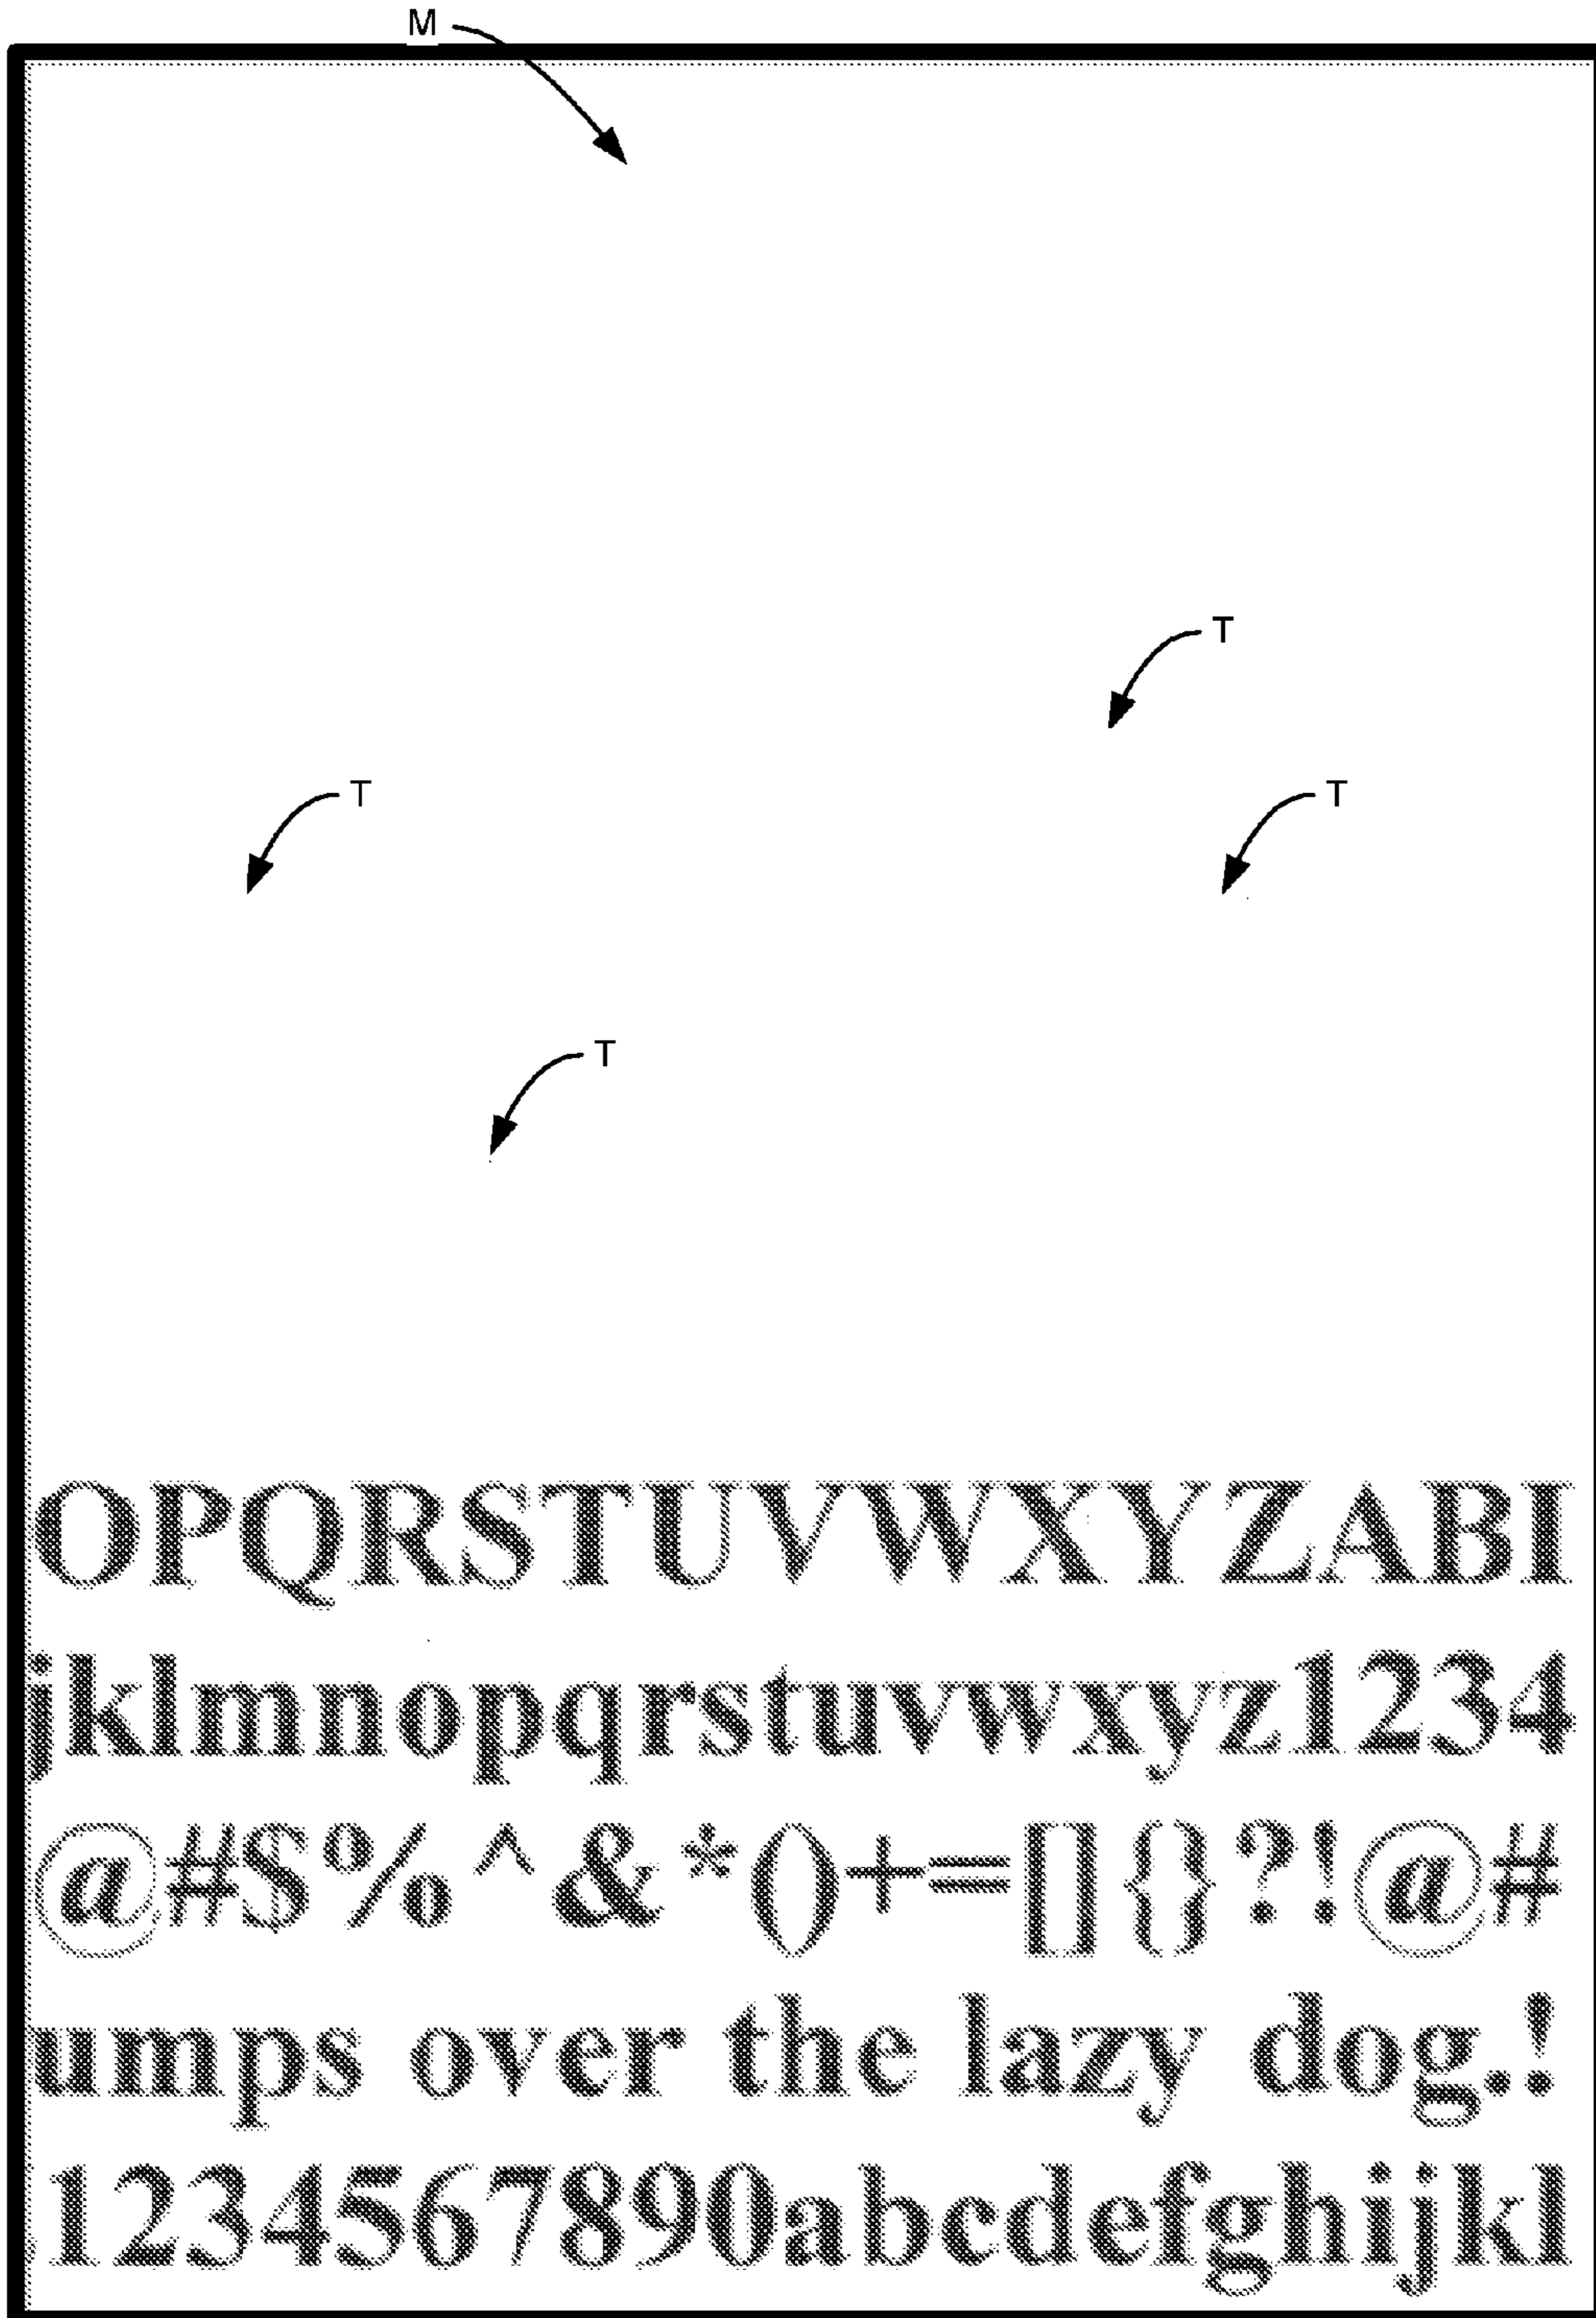 M
T
T T
T
OPQRSTUVWXYZABI
jklmnopqrstuvwxyz1234
@#$%^&*()+=[]{}?!@#
umps over the lazy dog.!
1234567890abcdefghijkl